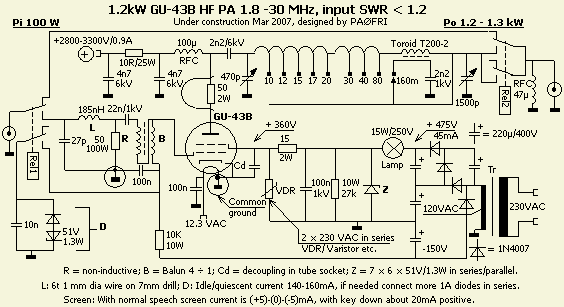 1.2kW GU-43B HF PA 1.8 -30 MHz, input SWR < 1.2
Pi 100 W
Under construction Mar 2007, designed by PAØFRI
Po 1.2 - 1.3 kW
+2800-3300V/0.9A
100µ
2n2/6kV
Toroid T200-2
10R/25W
RFC
4n7
6kV
4n7
6kV
470p
10 12 15 17 20 30 40 80 160m
2n2
1kV
1500p
Rel2
RFC
47µ
50
2W
GU-43B
185nH
22n/1kV
L
27p
50
100W
R
B
Rel1
100n
+ 360V
15
2W
15W/250V
Lamp
+ 475V
45mA
= 220µ/400V
Cd
100n
12.3 VAC
Common
ground
VDR
100n
1kV
10W
27k
Z
120VAC
Tr
230VAC
10n
51V
1.3W
D
10K
10W
2 x 230 VAC in series
VDR/Varistor etc.
-150V
= 1N4007
R = non-inductive; B = Balun 4 ÷ 1; Cd = decoupling in tube socket; Z = 7 x 6 x 51V/1.3W in series/parallel.
L: 6t 1 mm dia wire on 7mm drill; D: Idle/quiescent current 140-160mA, if needed connect more 1A diodes in series.
Screen: With normal speech screen current is (+5)-(0)-(-5)mA, with key down about 20mA positive.